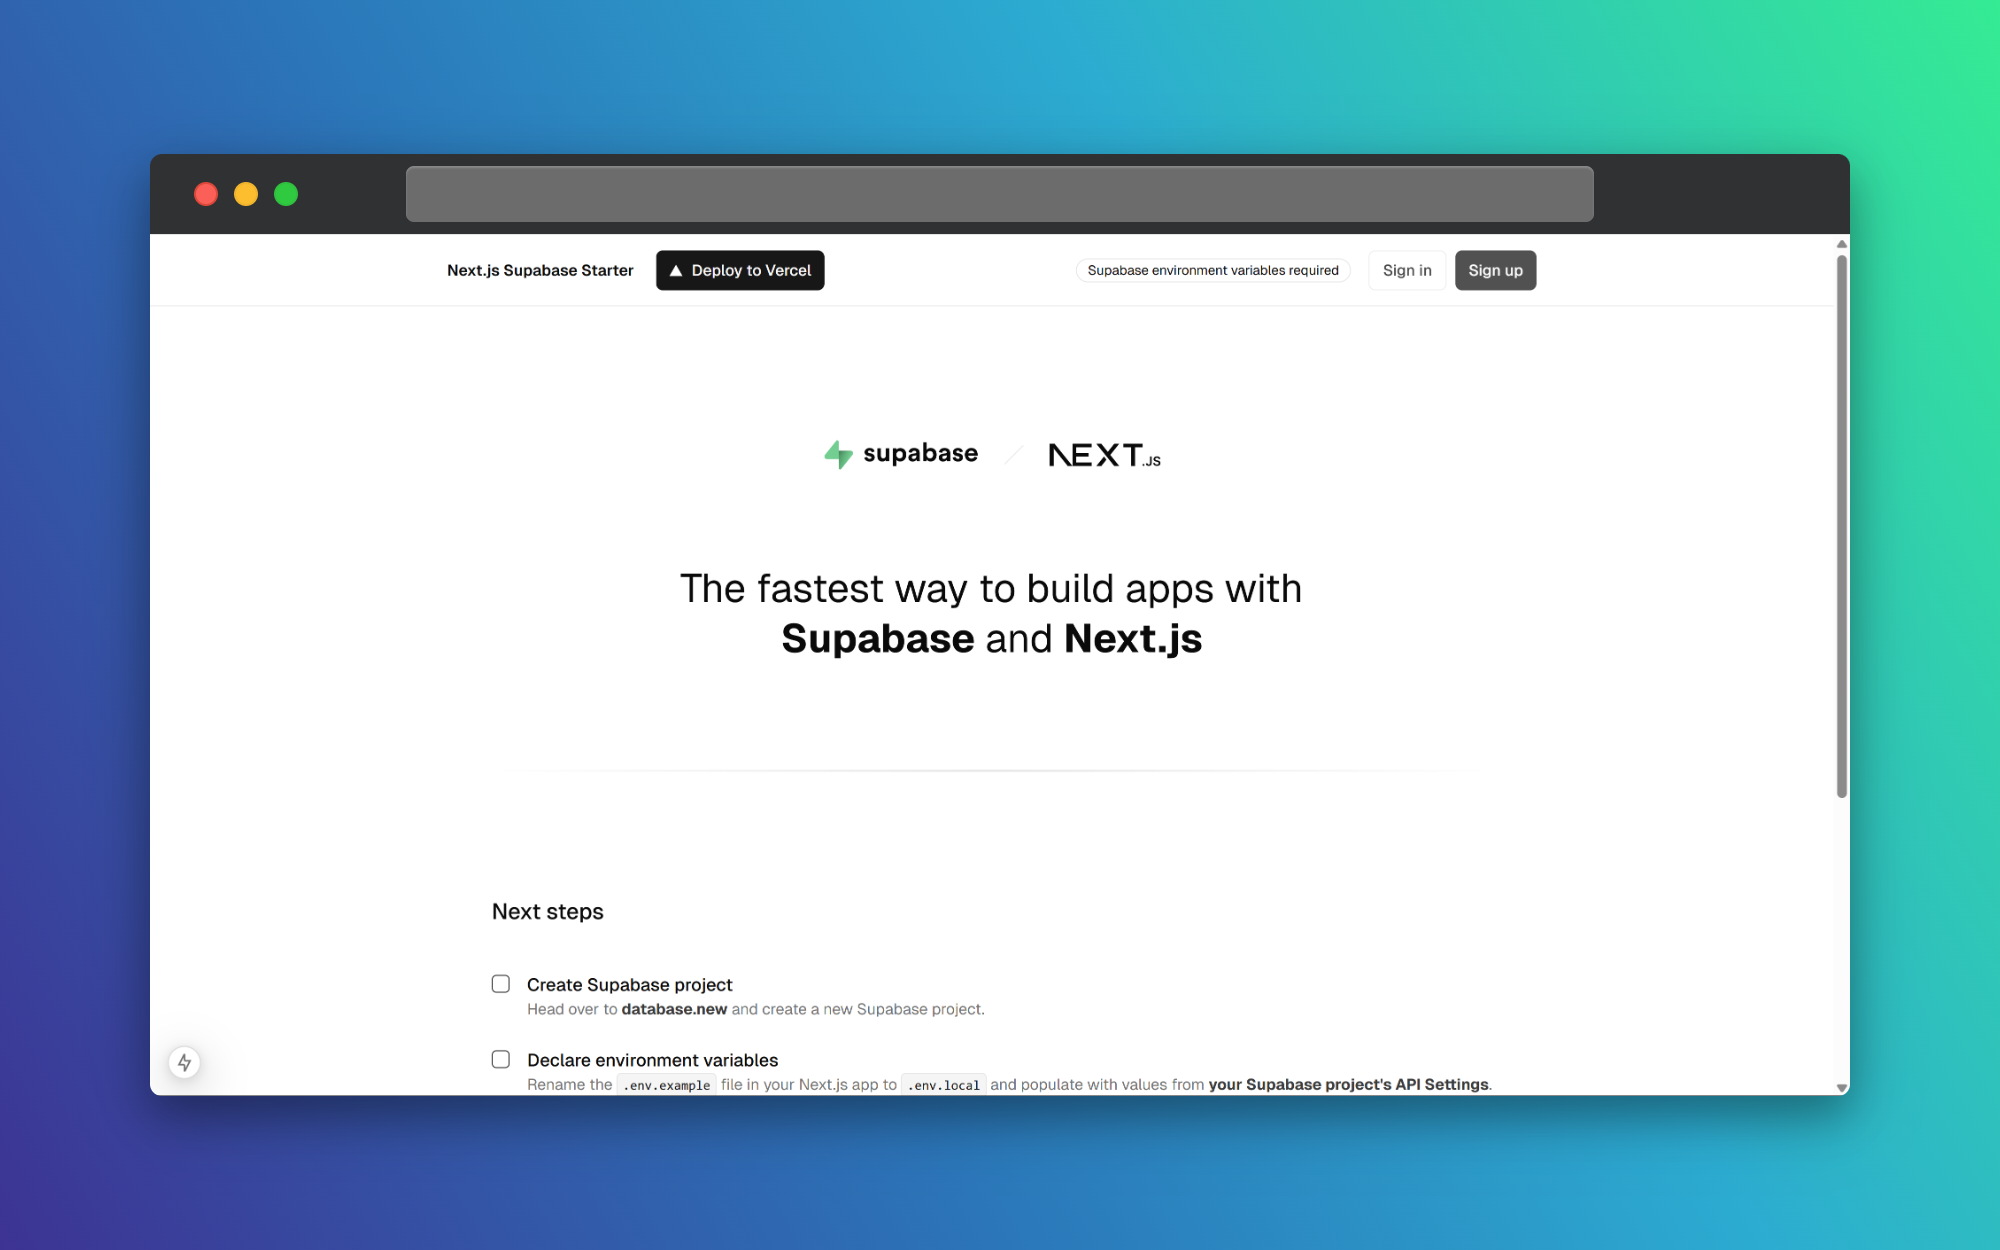 Next.js Supabase Starter
Deploy to Vercel
Supabase environment variables required
Sign in
Sign up
supabase
NEXT.JS
The fastest way to build apps with
Supabase and Next.js
Next steps
Create Supabase project
Head over to database.new and create a new Supabase project.
Declare environment variables
Rename the .env.example file in your Next.js app to .env.local and populate with values from your Supabase project's API Settings.